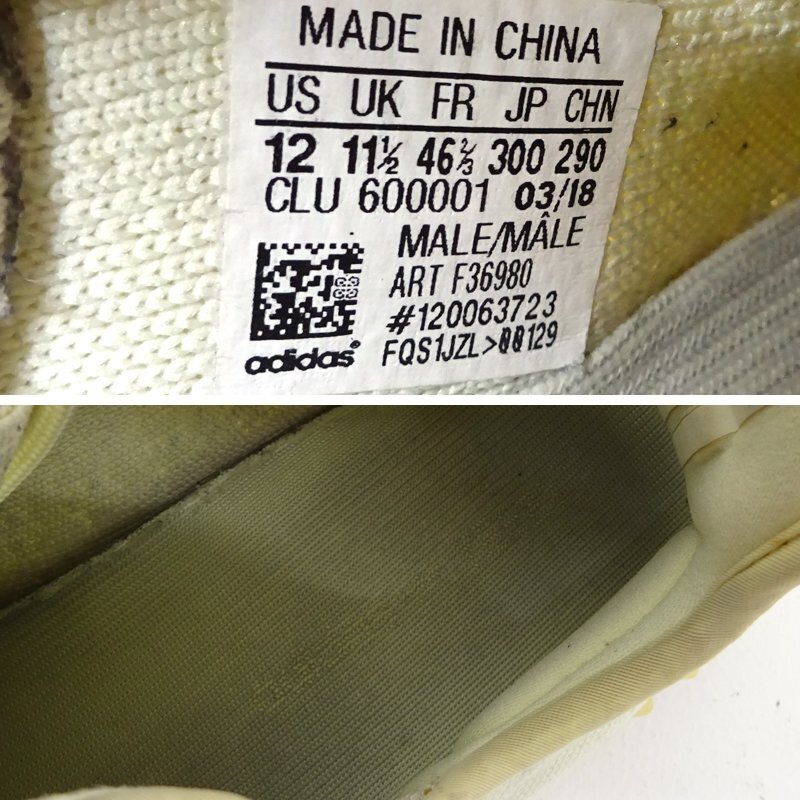 MADE IN CHINA
US UK FR JP CHN
12 11½ 46⅔ 300 290
CLU 600001 03/18
MALE/MÂLE
ART F36980
#120063723
FQS1JZL>00129
adidas®